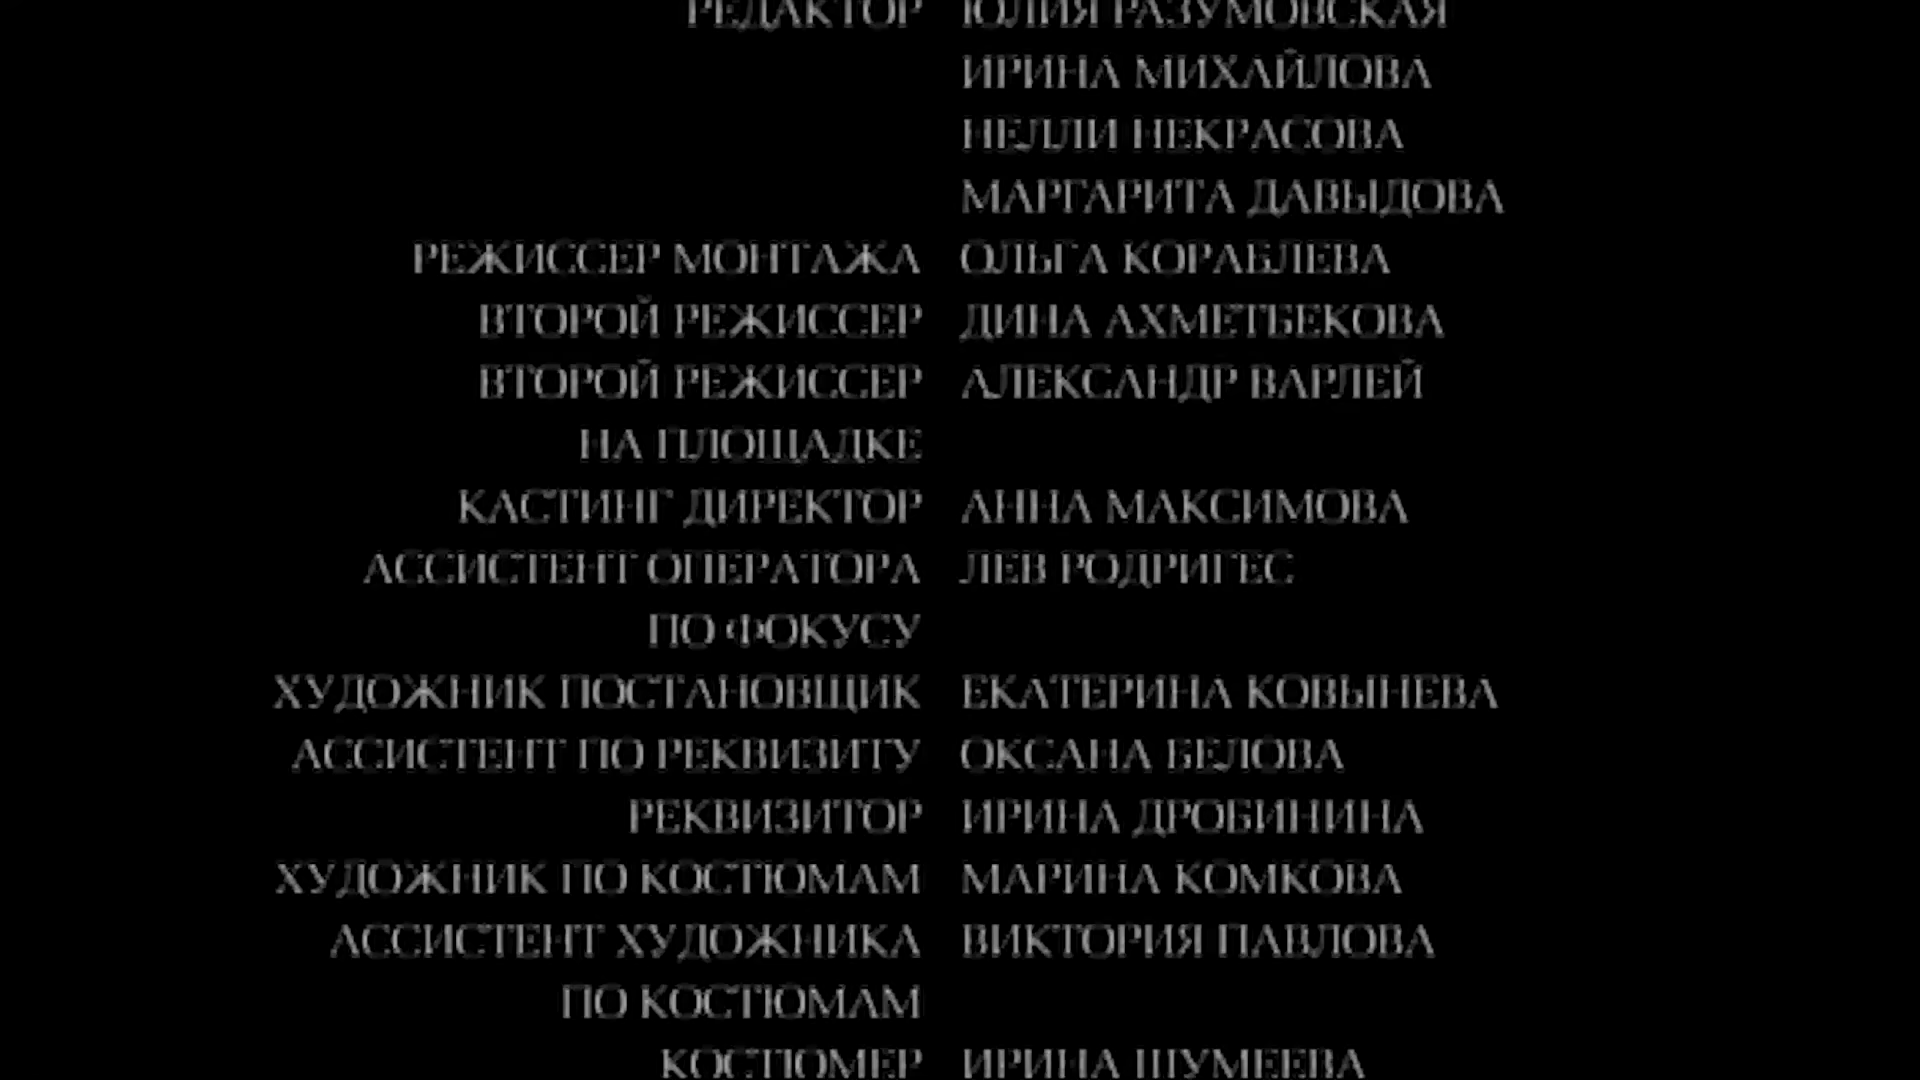 РЕДАКТОР ЮЛИЯ РАЗУМОВСКАЯ
ИРИНА МИХАЙЛОВА
НЕЛЛИ НЕКРАСОВА
МАРГАРИТА ДАВЫДОВА
РЕЖИССЕР МОНТАЖА ОЛЬГА КОРАБЛЕВА
ВТОРОЙ РЕЖИССЕР ДИНА АХМЕТБЕКОВА
ВТОРОЙ РЕЖИССЕР АЛЕКСАНДР ВАРЛЕЙ
НА ПЛОЩАДКЕ
КАСТИНГ ДИРЕКТОР АННА МАКСИМОВА
АССИСТЕНТ ОПЕРАТОРА ЛЕВ РОДРИГЕС
ПО ФОКУСУ
ХУДОЖНИК ПОСТАНОВЩИК ЕКАТЕРИНА КОВЫНЕВА
АССИСТЕНТ ПО РЕКВИЗИТУ ОКСАНА БЕЛОВА
РЕКВИЗИТОР ИРИНА ДРОБИНИНА
ХУДОЖНИК ПО КОСТЮМАМ МАРИНА КОМКОВА
АССИСТЕНТ ХУДОЖНИКА ВИКТОРИЯ ПАВЛОВА
ПО КОСТЮМАМ
КОСТЮМЕР ИРИНА ШУМЕЕВА